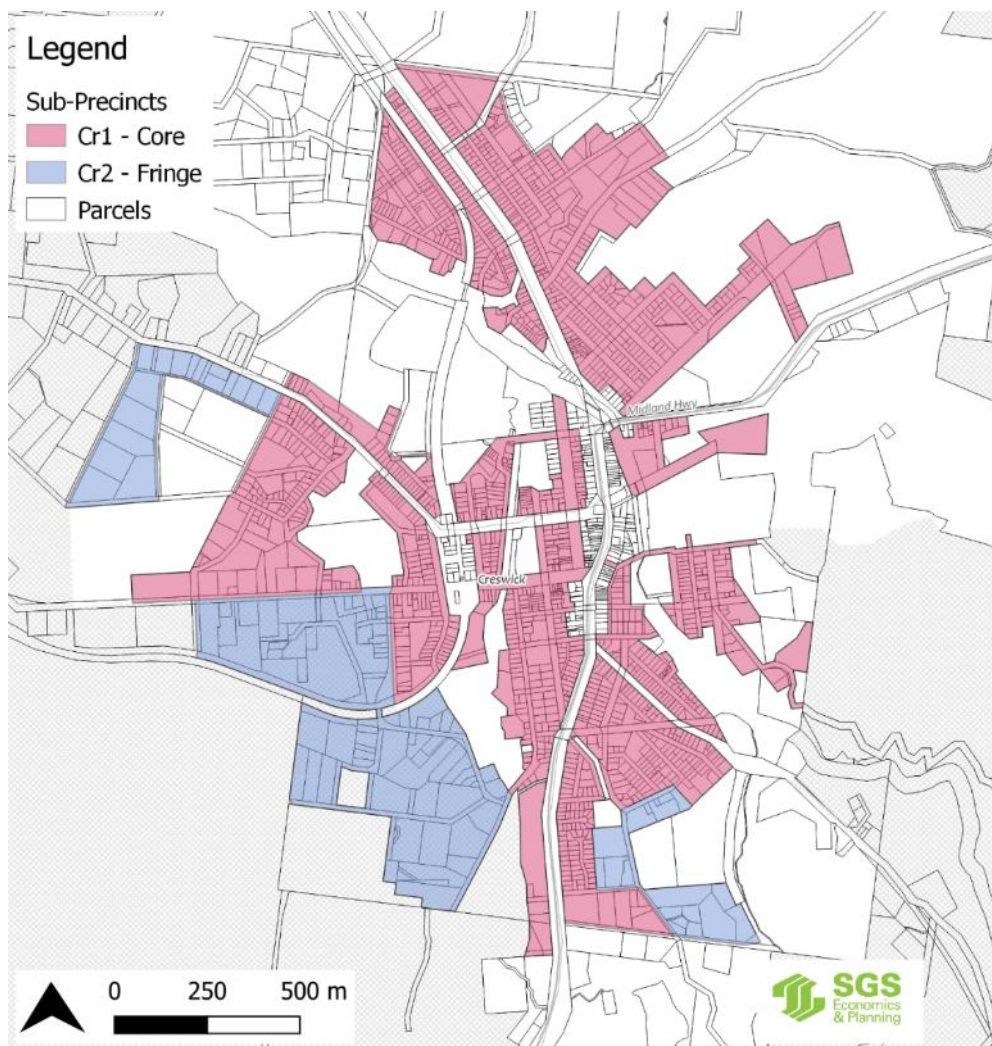 Legend
Sub-Precincts
Cr1 - Core
Cr2 - Fringe
Parcels
Midland Hwy
Creswick
0 250 500 m
SGS
Economics
& Planning